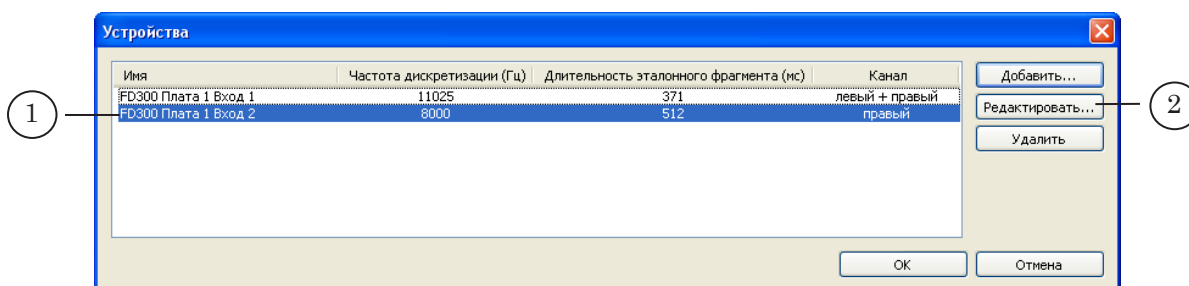 Устройства
Имя Частота дискретизации (Гц) Длительность эталонного фрагмента (мс) Канал
FD300 Плата 1 Вход 1 11025 371 левый + правый
FD300 Плата 1 Вход 2 8000 512 правый
Добавить...
Редактировать...
Удалить
OK Отмена
1
2